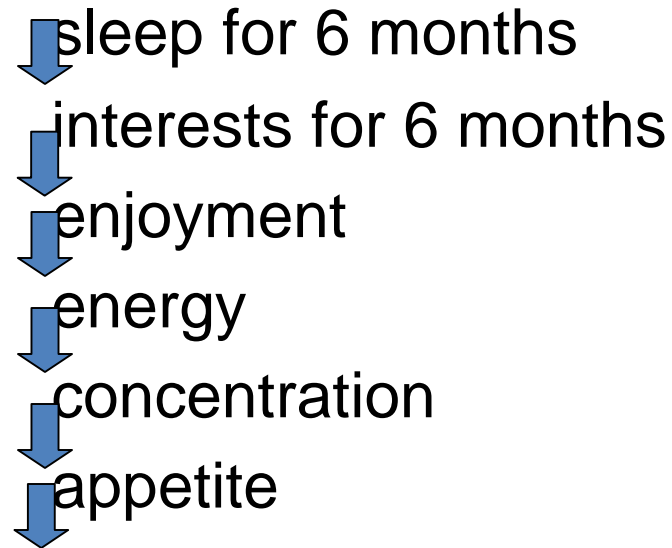 sleep for 6 months
interests for 6 months
enjoyment
energy
concentration
appetite